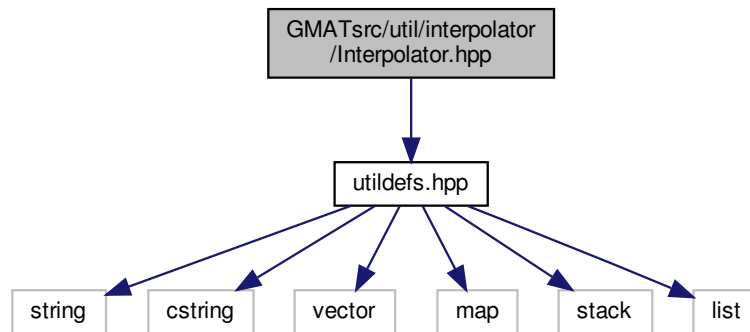 GMATsrc/util/interpolator
/Interpolator.hpp
utildefs.hpp
string
cstring
vector
map
stack
list